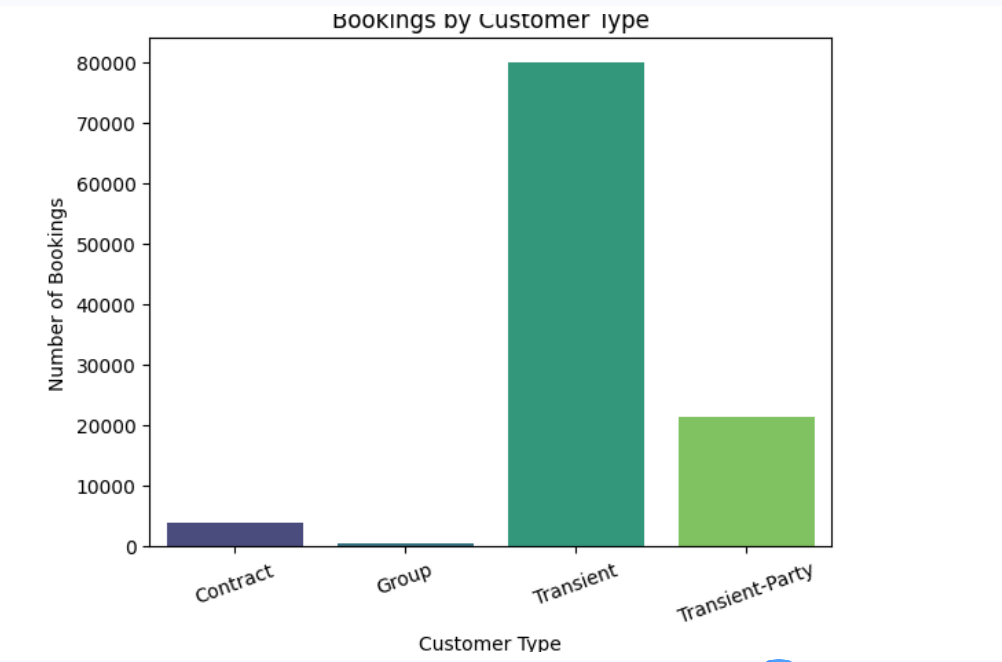 Bookings by Customer Type
80000
70000
60000
50000
40000
30000
20000
10000
0
Number of Bookings
Contract
Group
Transient
Transient-Party
Customer Type